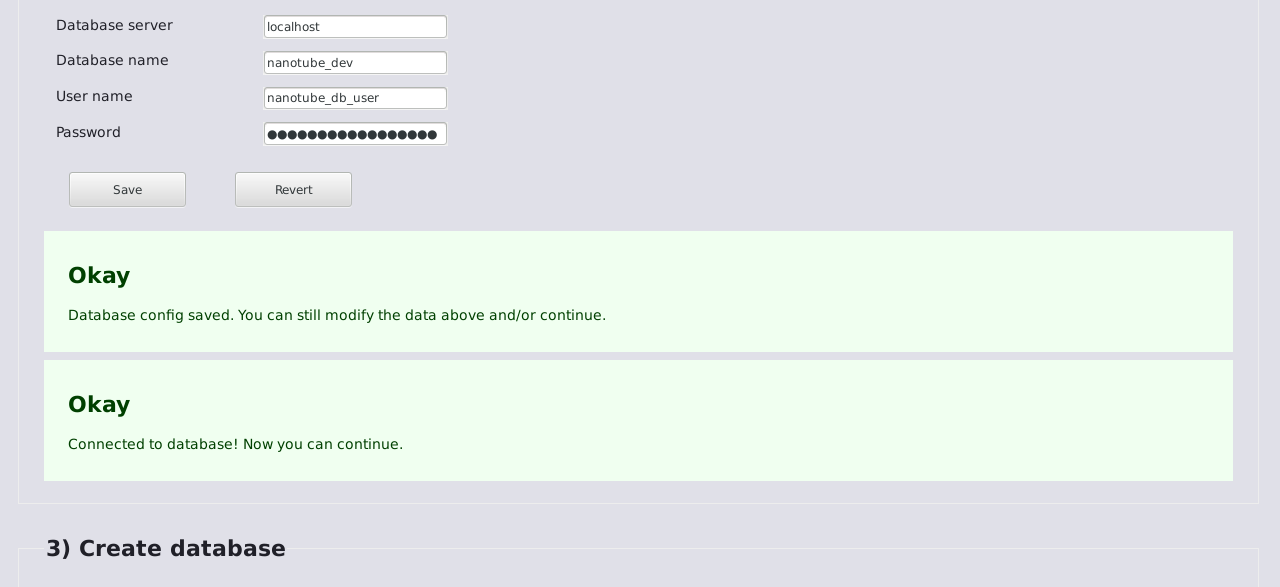 Database server
localhost
Database name
nanotube_dev
User name
nanotube_db_user
Password
●●●●●●●●●●●●●●●●●
Save
Revert
Okay
Database config saved. You can still modify the data above and/or continue.
Okay
Connected to database! Now you can continue.
3) Create database